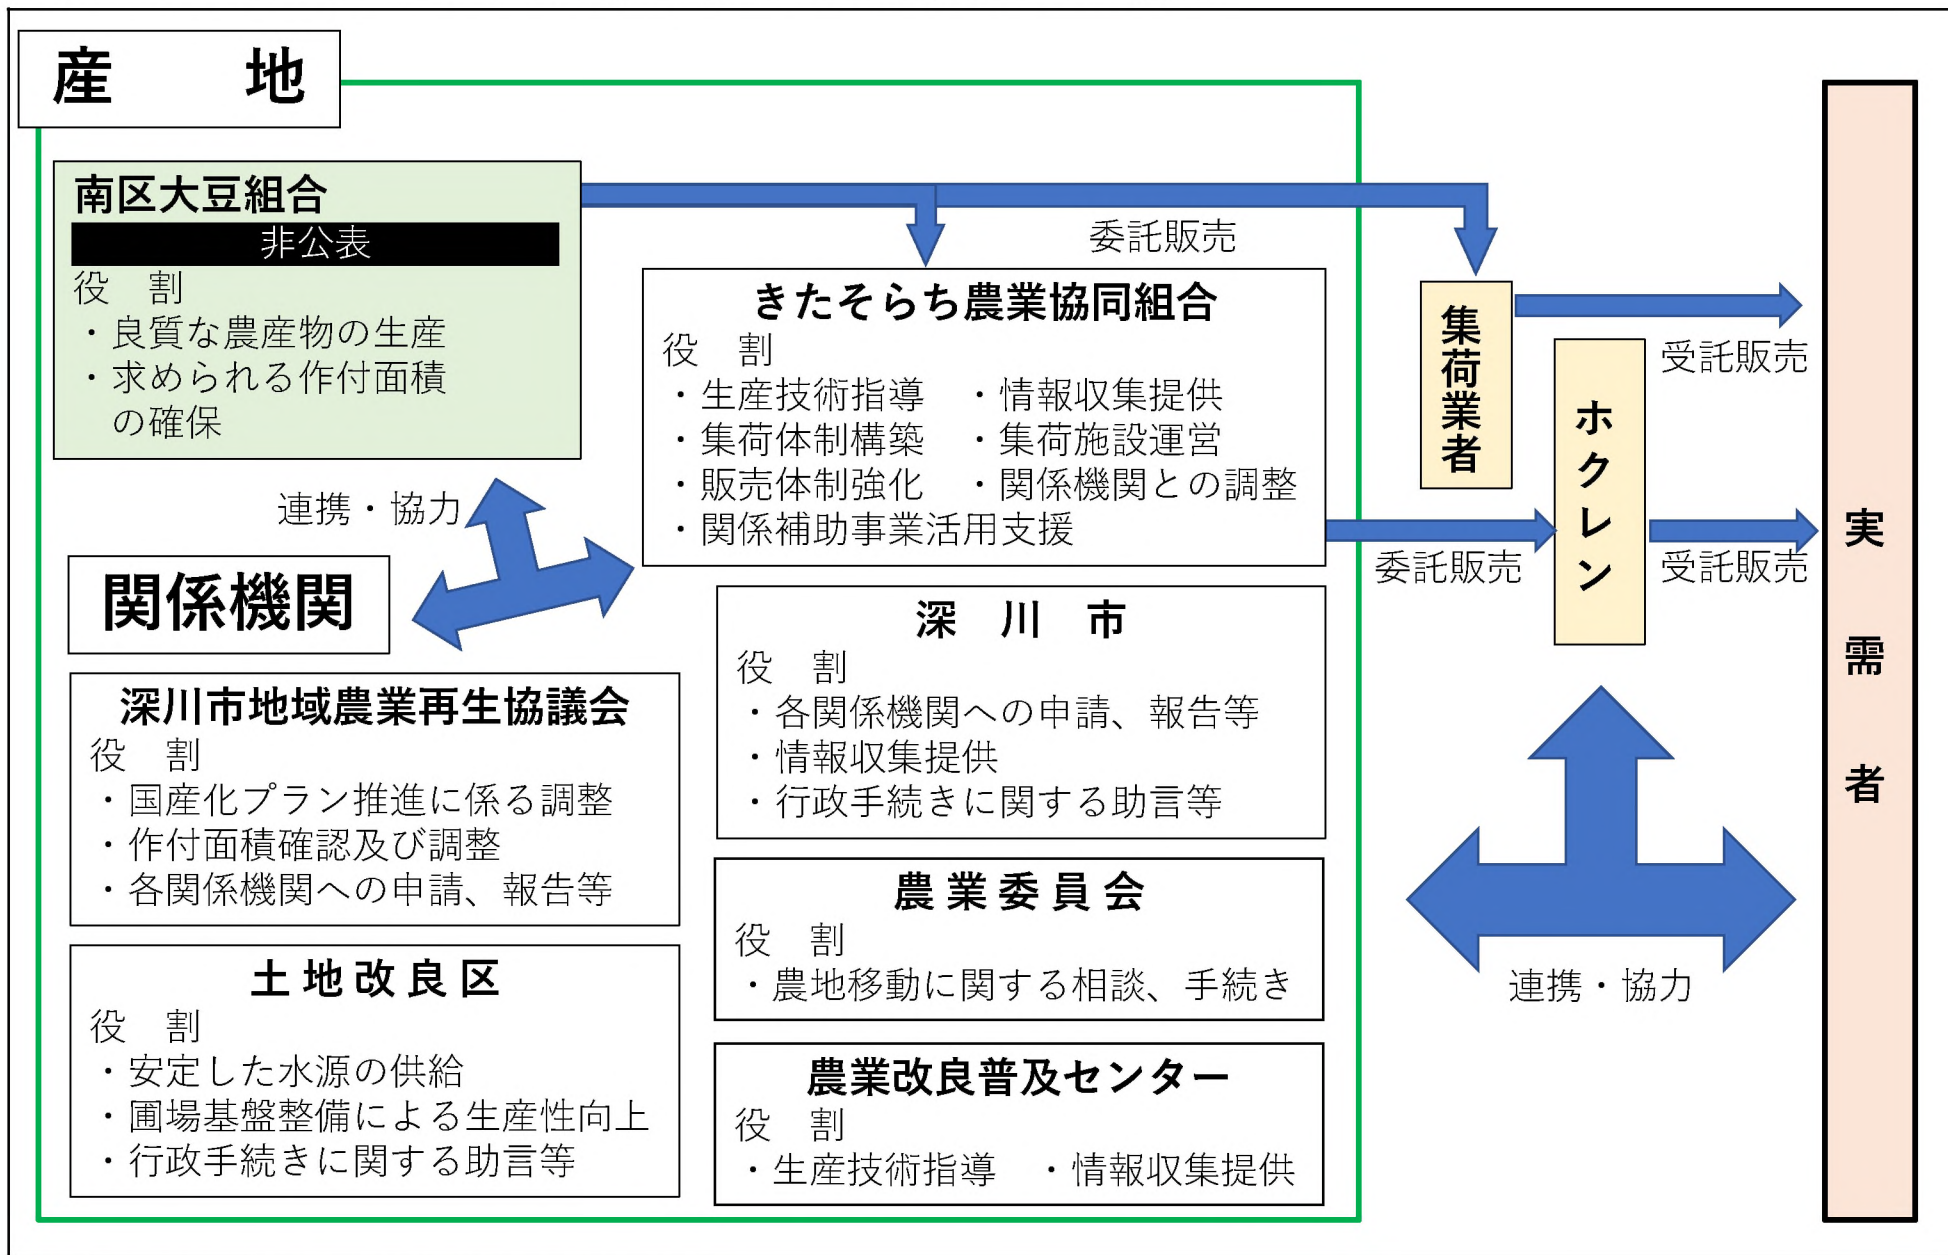 産　地
南区大豆組合
非公表
役　割
・良質な農産物の生産
・求められる作付面積
の確保
委託販売
きたそらち農業協同組合
役　割
・生産技術指導　・情報収集提供
・集荷体制構築　・集荷施設運営
・販売体制強化　・関係機関との調整
・関係補助事業活用支援
集荷業者
受託販売
ホクレン
委託販売
受託販売
実需者
連携・協力
関係機関
深川市地域農業再生協議会
役　割
・国産化プラン推進に係る調整
・作付面積確認及び調整
・各関係機関への申請、報告等
土地改良区
役　割
・安定した水源の供給
・圃場基盤整備による生産性向上
・行政手続きに関する助言等
深　川　市
役　割
・各関係機関への申請、報告等
・情報収集提供
・行政手続きに関する助言等
農業委員会
役　割
・農地移動に関する相談、手続き
農業改良普及センター
役　割
・生産技術指導　・情報収集提供
連携・協力